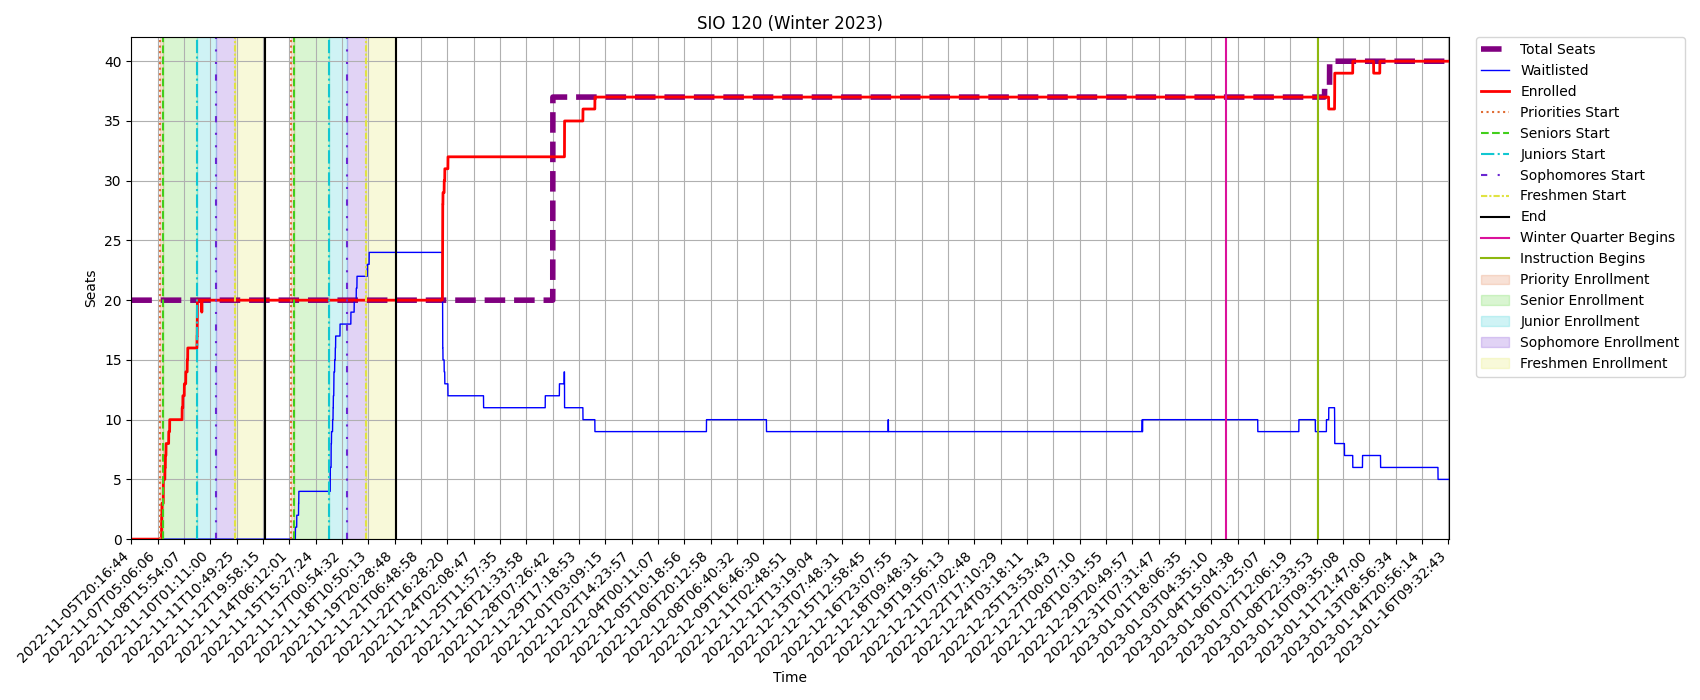 SIO 120 (Winter 2023)
Seats
40
35
30
25
20
15
10
5
0
2022-11-05T20:16:44
2022-11-07T05:06:06
2022-11-08T15:54:07
2022-11-10T01:11:00
2022-11-11T10:49:25
2022-11-12T19:58:15
2022-11-14T06:12:01
2022-11-15T15:27:24
2022-11-17T00:54:32
2022-11-18T10:50:13
2022-11-19T20:28:48
2022-11-21T06:48:58
2022-11-22T16:28:20
2022-11-24T02:08:47
2022-11-25T11:57:35
2022-11-26T21:33:58
2022-11-28T07:26:42
2022-11-29T17:18:53
2022-12-01T03:09:15
2022-12-02T14:23:57
2022-12-04T00:11:07
2022-12-05T10:18:56
2022-12-06T20:12:58
2022-12-08T06:40:32
2022-12-09T16:46:30
2022-12-11T02:48:51
2022-12-12T13:19:04
2022-12-13T07:48:31
2022-12-15T12:58:45
2022-12-16T23:07:55
2022-12-18T09:48:31
2022-12-19T19:56:13
2022-12-21T07:02:48
2022-12-22T17:10:29
2022-12-24T03:18:11
2022-12-25T13:53:43
2022-12-27T00:07:10
2022-12-28T10:31:55
2022-12-29T20:49:57
2022-12-31T07:31:47
2023-01-01T18:06:35
2023-01-03T04:35:10
2023-01-04T15:04:38
2023-01-06T01:25:07
2023-01-07T12:06:19
2023-01-08T22:33:53
2023-01-10T09:35:08
2023-01-11T21:47:00
2023-01-13T08:56:34
2023-01-14T20:56:14
2023-01-16T09:32:43
Time
Total Seats
Waitlisted
Enrolled
Priorities Start
Seniors Start
Juniors Start
Sophomores Start
Freshmen Start
End
Winter Quarter Begins
Instruction Begins
Priority Enrollment
Senior Enrollment
Junior Enrollment
Sophomore Enrollment
Freshmen Enrollment